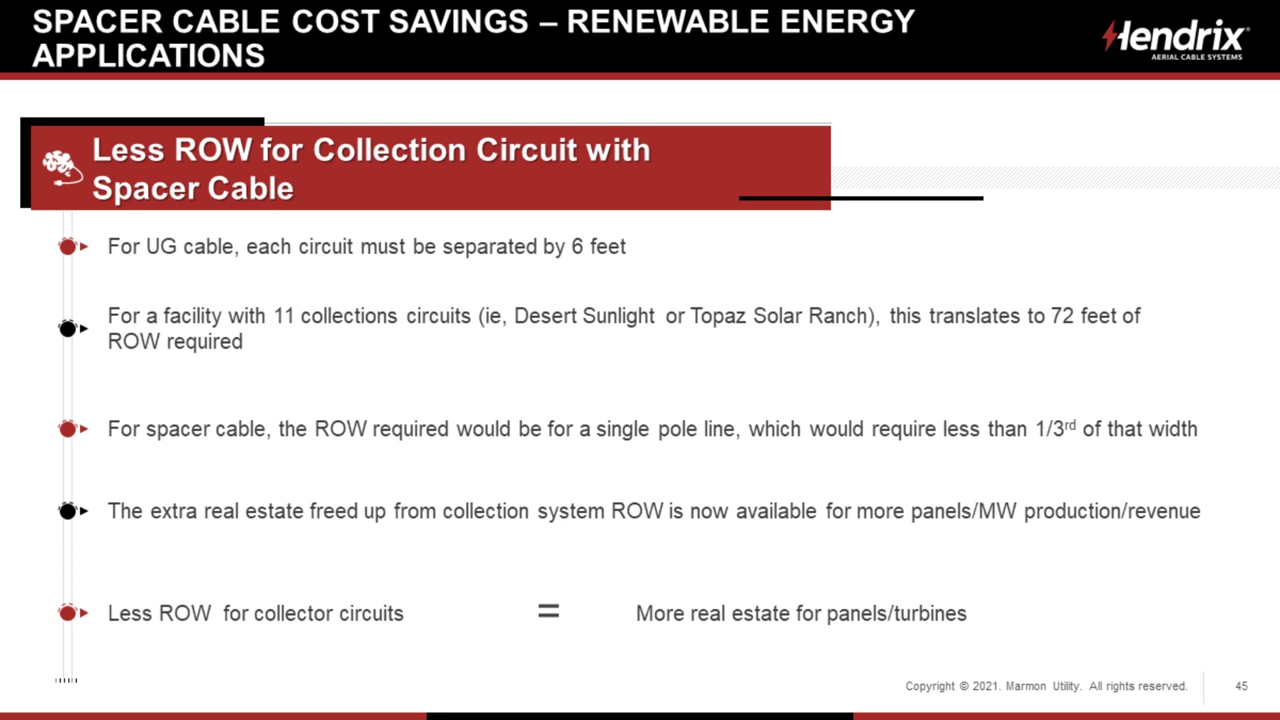 SPACER CABLE COST SAVINGS – RENEWABLE ENERGY
APPLICATIONS
Hendrix®
AERIAL CABLE SYSTEMS
Less ROW for Collection Circuit with
Spacer Cable
For UG cable, each circuit must be separated by 6 feet
For a facility with 11 collections circuits (ie, Desert Sunlight or Topaz Solar Ranch), this translates to 72 feet of
ROW required
For spacer cable, the ROW required would be for a single pole line, which would require less than 1/3rd of that width
The extra real estate freed up from collection system ROW is now available for more panels/MW production/revenue
Less ROW for collector circuits = More real estate for panels/turbines
Copyright © 2021. Marmon Utility. All rights reserved. 45